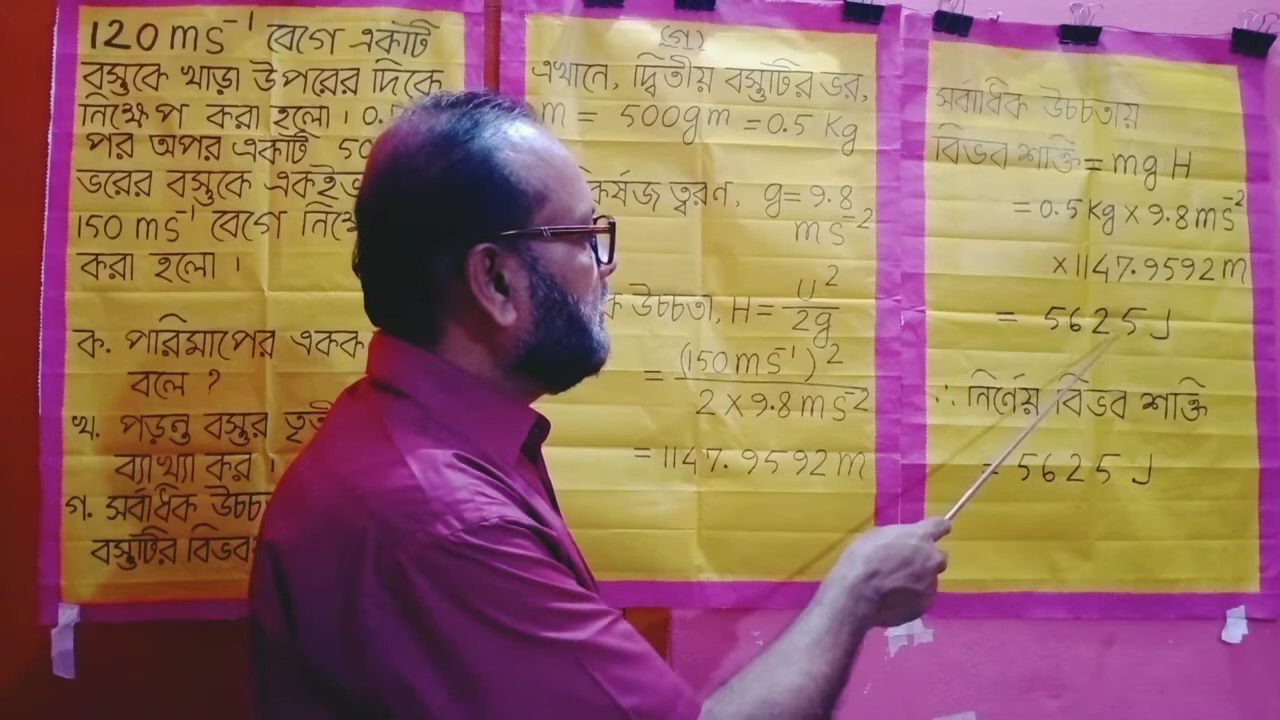 120 ms⁻¹ বেগে একটি
বস্তুকে খাড়া উপরের দিকে
নিক্ষেপ করা হলো। 0.
পর অপর একটি 50
ভরের বস্তুকে একইভ
150 ms⁻¹ বেগে নিক্ষে
করা হলো।
ক. পরিমাপের একক
বলে ?
খ. পড়ন্ত বস্তুর তৃতী
ব্যাখ্যা কর।
গ. সর্বাধিক উচ্চ
বস্তুটির বিভব
(গ)
এখানে, দ্বিতীয় বস্তুটির ভর,
m = 500gm = 0.5 Kg
কর্ষজ ত্বরণ, g = 9.8
ms⁻²
ক উচ্চতা, H = U²/2g
= (150 ms⁻¹)²/2 × 9.8 ms⁻²
= 1147.9592 m
সর্বাধিক উচ্চতায়
বিভব শক্তি = mg H
= 0.5 Kg × 9.8 ms⁻²
× 1147.9592 m
= 5625 J
∴ নির্ণেয় বিভব শক্তি
= 5625 J